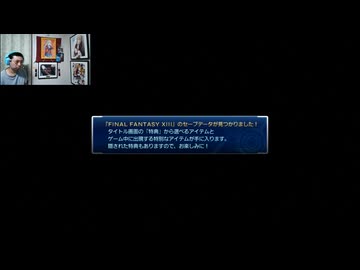 『FINAL FANTASY XIII』のセーブデータが見つかりました！
タイトル画面の「特典」から選べるアイテムと
ゲーム中に出現する特別なアイテムが手に入ります。
隠された特典もありますので、お楽しみに！